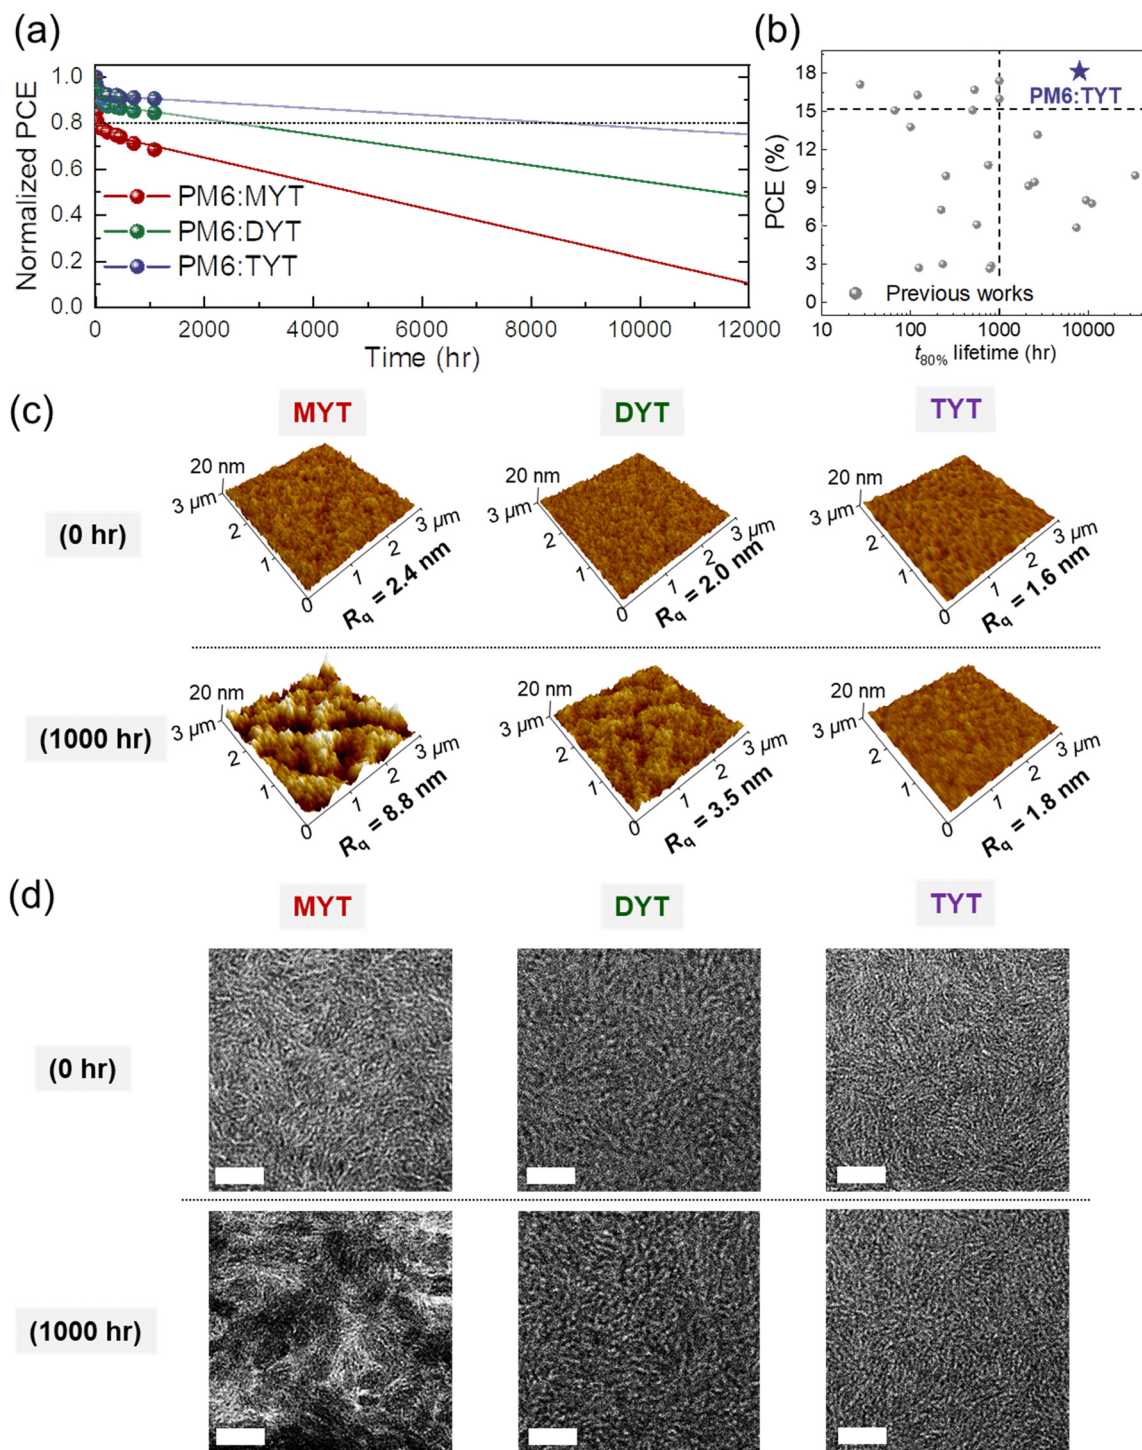 (a)
Normalized PCE
1.0
0.8
0.6
0.4
0.2
0.0
PM6:MYT
PM6:DYT
PM6:TYT
0 2000 4000 6000 8000 10000 12000
Time (hr)
(b)
PCE (%)
18
15
12
9
6
3
0
PM6:TYT
Previous works
10 100 1000 10000
t80% lifetime (hr)
(c)
MYT DYT TYT
(0 hr)
20 nm
3 µm
2
1
0
1
2
3 µm
Rq = 2.4 nm
20 nm
3 µm
2
1
0
1
2
3 µm
Rq = 2.0 nm
20 nm
3 µm
2
1
0
1
2
3 µm
Rq = 1.6 nm
(1000 hr)
20 nm
3 µm
2
1
0
1
2
3 µm
Rq = 8.8 nm
20 nm
3 µm
2
1
0
1
2
3 µm
Rq = 3.5 nm
20 nm
3 µm
2
1
0
1
2
3 µm
Rq = 1.8 nm
(d)
MYT DYT TYT
(0 hr)
(1000 hr)